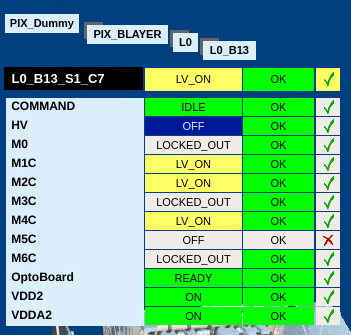 PIX_Dummy
PIX_BLAYER
L0
L0_B13
L0_B13_S1_C7 LV_ON OK
COMMAND IDLE OK
HV OFF OK
M0 LOCKED_OUT OK
M1C LV_ON OK
M2C LV_ON OK
M3C LOCKED_OUT OK
M4C LV_ON OK
M5C OFF OK
M6C LOCKED_OUT OK
OptoBoard READY OK
VDD2 ON OK
VDDA2 ON OK